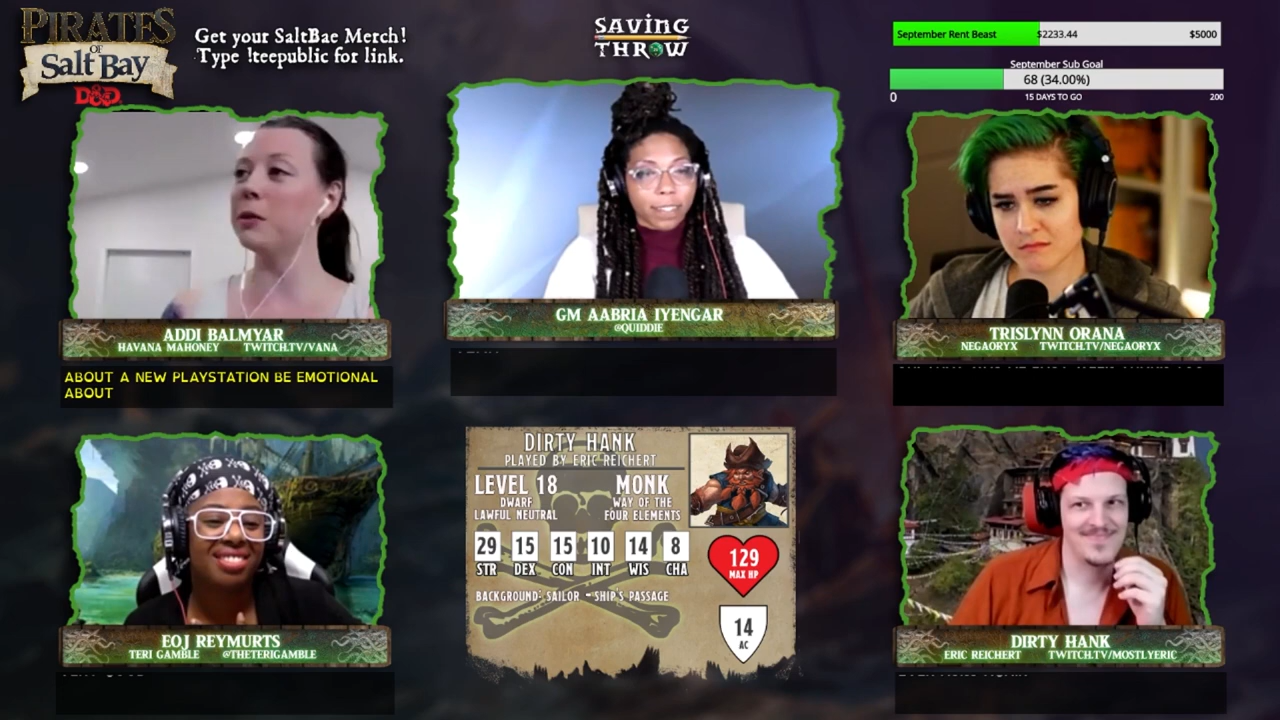 PIRATES
OF
Salt Bay
D&D
Get your SaltBae Merch!
Type !teepublic for link.
SAVING
THROW
September Rent Beast $2233.44 $5000
September Sub Goal
68 (34.00%)
0 15 DAYS TO GO 200
ADDI BALMYAR
HAVANA MAHONEY TWITCH.TV/VANA
ABOUT A NEW PLAYSTATION BE EMOTIONAL
ABOUT
GM AABRIA IYENGAR
@QUIDDIE
TRISLYNN ORANA
NEGAORYX TWITCH.TV/NEGAORYX
EOJ REYMURTS
TERI GAMBLE @THETERIGAMBLE
DIRTY HANK
PLAYED BY ERIC REICHERT
LEVEL 18 MONK
DWARF WAY OF THE
LAWFUL NEUTRAL FOUR ELEMENTS
29 15 15 10 14 8
STR DEX CON INT WIS CHA
BACKGROUND: SAILOR - SHIP'S PASSAGE
129
MAX HP
14
AC
DIRTY HANK
ERIC REICHERT TWITCH.TV/MOSTLYERIC